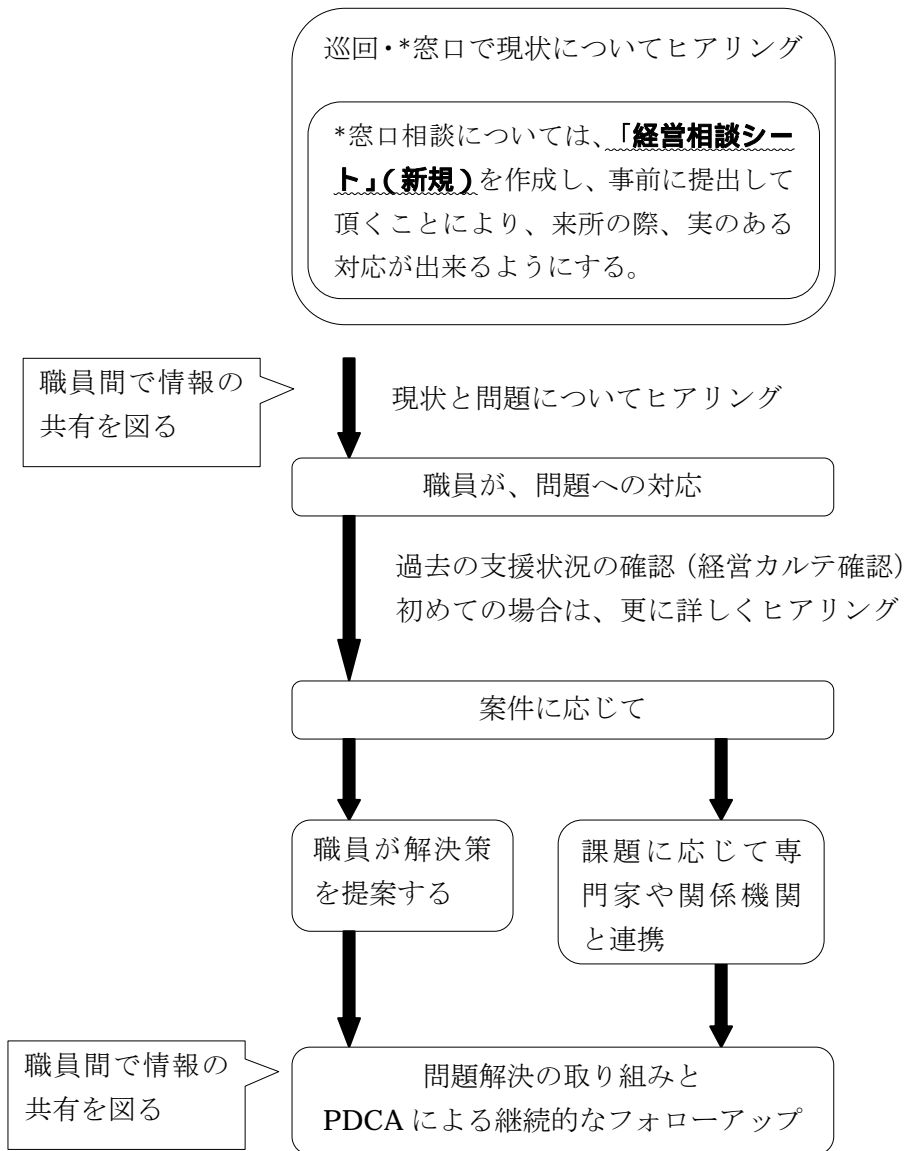 巡回・*窓口で現状についてヒアリング
*窓口相談については、「経営相談シー
ト」（新規）を作成し、事前に提出して
頂くことにより、来所の際、実のある
対応が出来るようにする。
職員間で情報の
共有を図る
現状と問題についてヒアリング
職員が、問題への対応
過去の支援状況の確認（経営カルテ確認）
初めての場合は、更に詳しくヒアリング
案件に応じて
職員が解決策
を提案する
課題に応じて専
門家や関係機関
と連携
職員間で情報の
共有を図る
問題解決の取り組みと
PDCA による継続的なフォローアップ